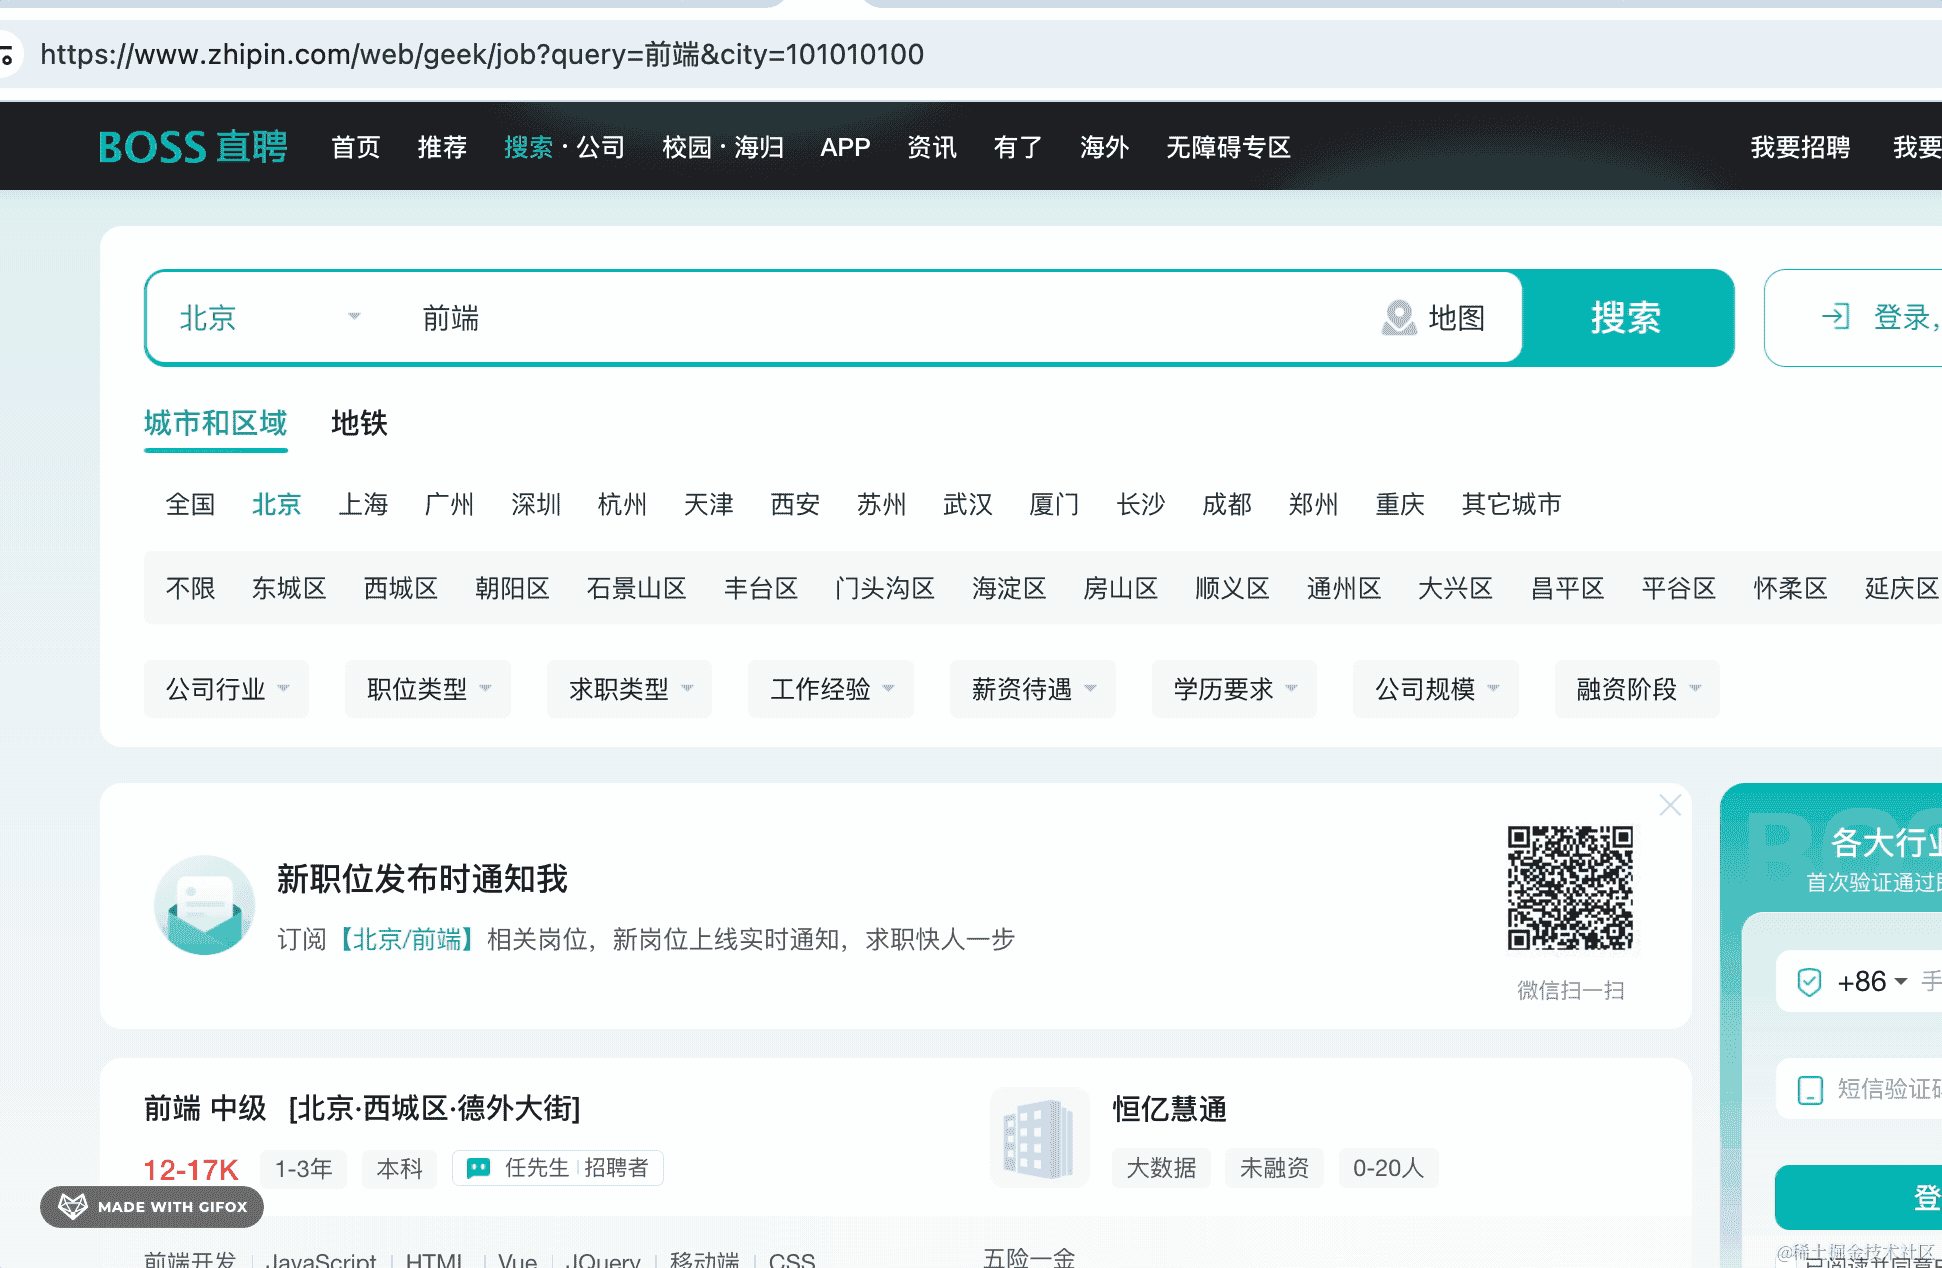 https://www.zhipin.com/web/geek/job?query=前端&city=101010100
BOSS 直聘 首页 推荐 搜索 · 公司 校园 · 海归 APP 资讯 有了 海外 无障碍专区 我要招聘 我要
北京 前端 地图 搜索 登录,
城市和区域 地铁
全国 北京 上海 广州 深圳 杭州 天津 西安 苏州 武汉 厦门 长沙 成都 郑州 重庆 其它城市
不限 东城区 西城区 朝阳区 石景山区 丰台区 门头沟区 海淀区 房山区 顺义区 通州区 大兴区 昌平区 平谷区 怀柔区 延庆区
公司行业 职位类型 求职类型 工作经验 薪资待遇 学历要求 公司规模 融资阶段
新职位发布时通知我
订阅【北京/前端】相关岗位，新岗位上线实时通知，求职快人一步
微信扫一扫
各大行业
首次验证通过即
+86 手
短信验证码
登
前端 中级 [北京·西城区·德外大街]
12-17K 1-3年 本科 任先生 招聘者
恒亿慧通
大数据 未融资 0-20人
MADE WITH GIFOX
前端开发 JavaScript HTML Vue JQuery 移动端 CSS
五险一金
@稀土掘金技术社区
已阅读并同意